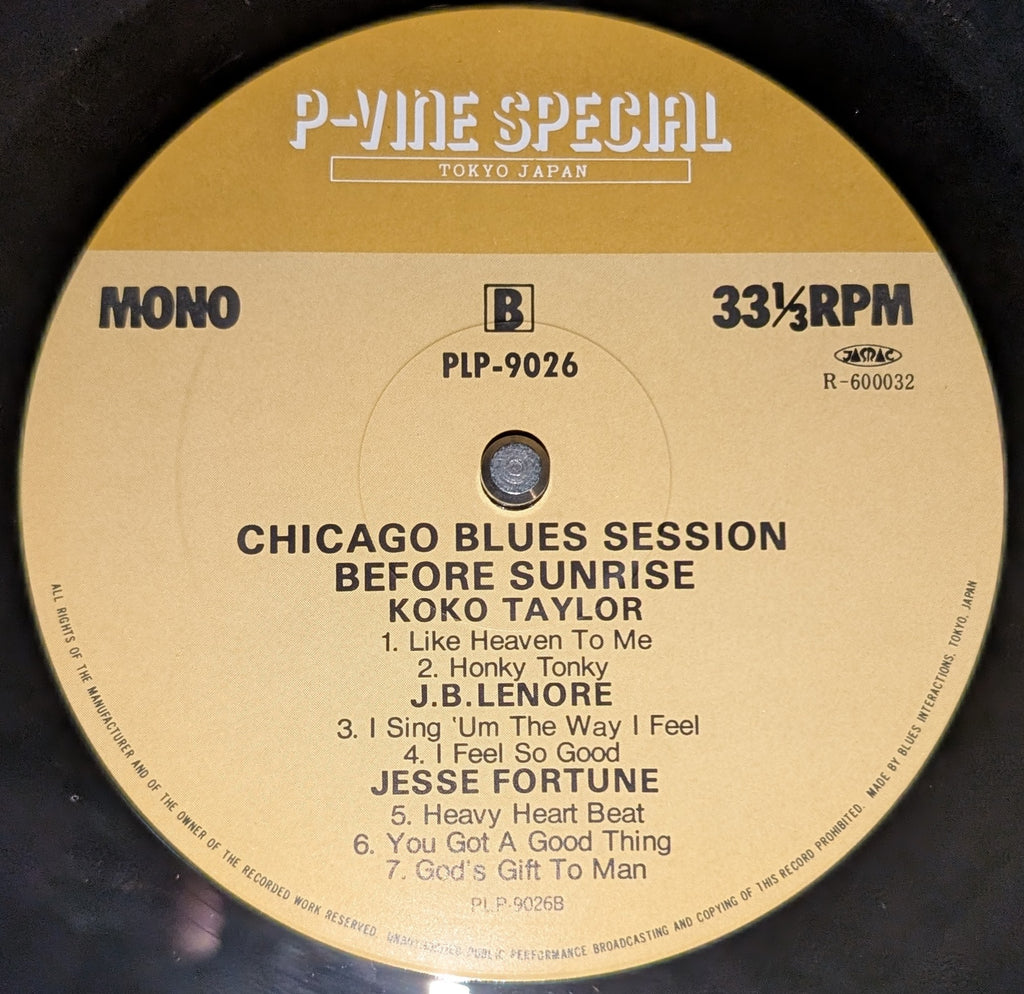 P-VINE SPECIAL
TOKYO JAPAN
MONO
B
33⅓RPM
PLP-9026
JASRAC
R-600032
CHICAGO BLUES SESSION
BEFORE SUNRISE
KOKO TAYLOR
1. Like Heaven To Me
2. Honky Tonky
J.B.LENORE
3. I Sing 'Um The Way I Feel
4. I Feel So Good
JESSE FORTUNE
5. Heavy Heart Beat
6. You Got A Good Thing
7. God's Gift To Man
PLP-9026B
ALL RIGHTS OF THE MANUFACTURER AND OF THE OWNER OF THE RECORDED WORK RESERVED. UNAUTHORIZED PUBLIC PERFORMANCE BROADCASTING AND COPYING OF THIS RECORD PROHIBITED. MADE BY BLUES INTERACTIONS, TOKYO, JAPAN